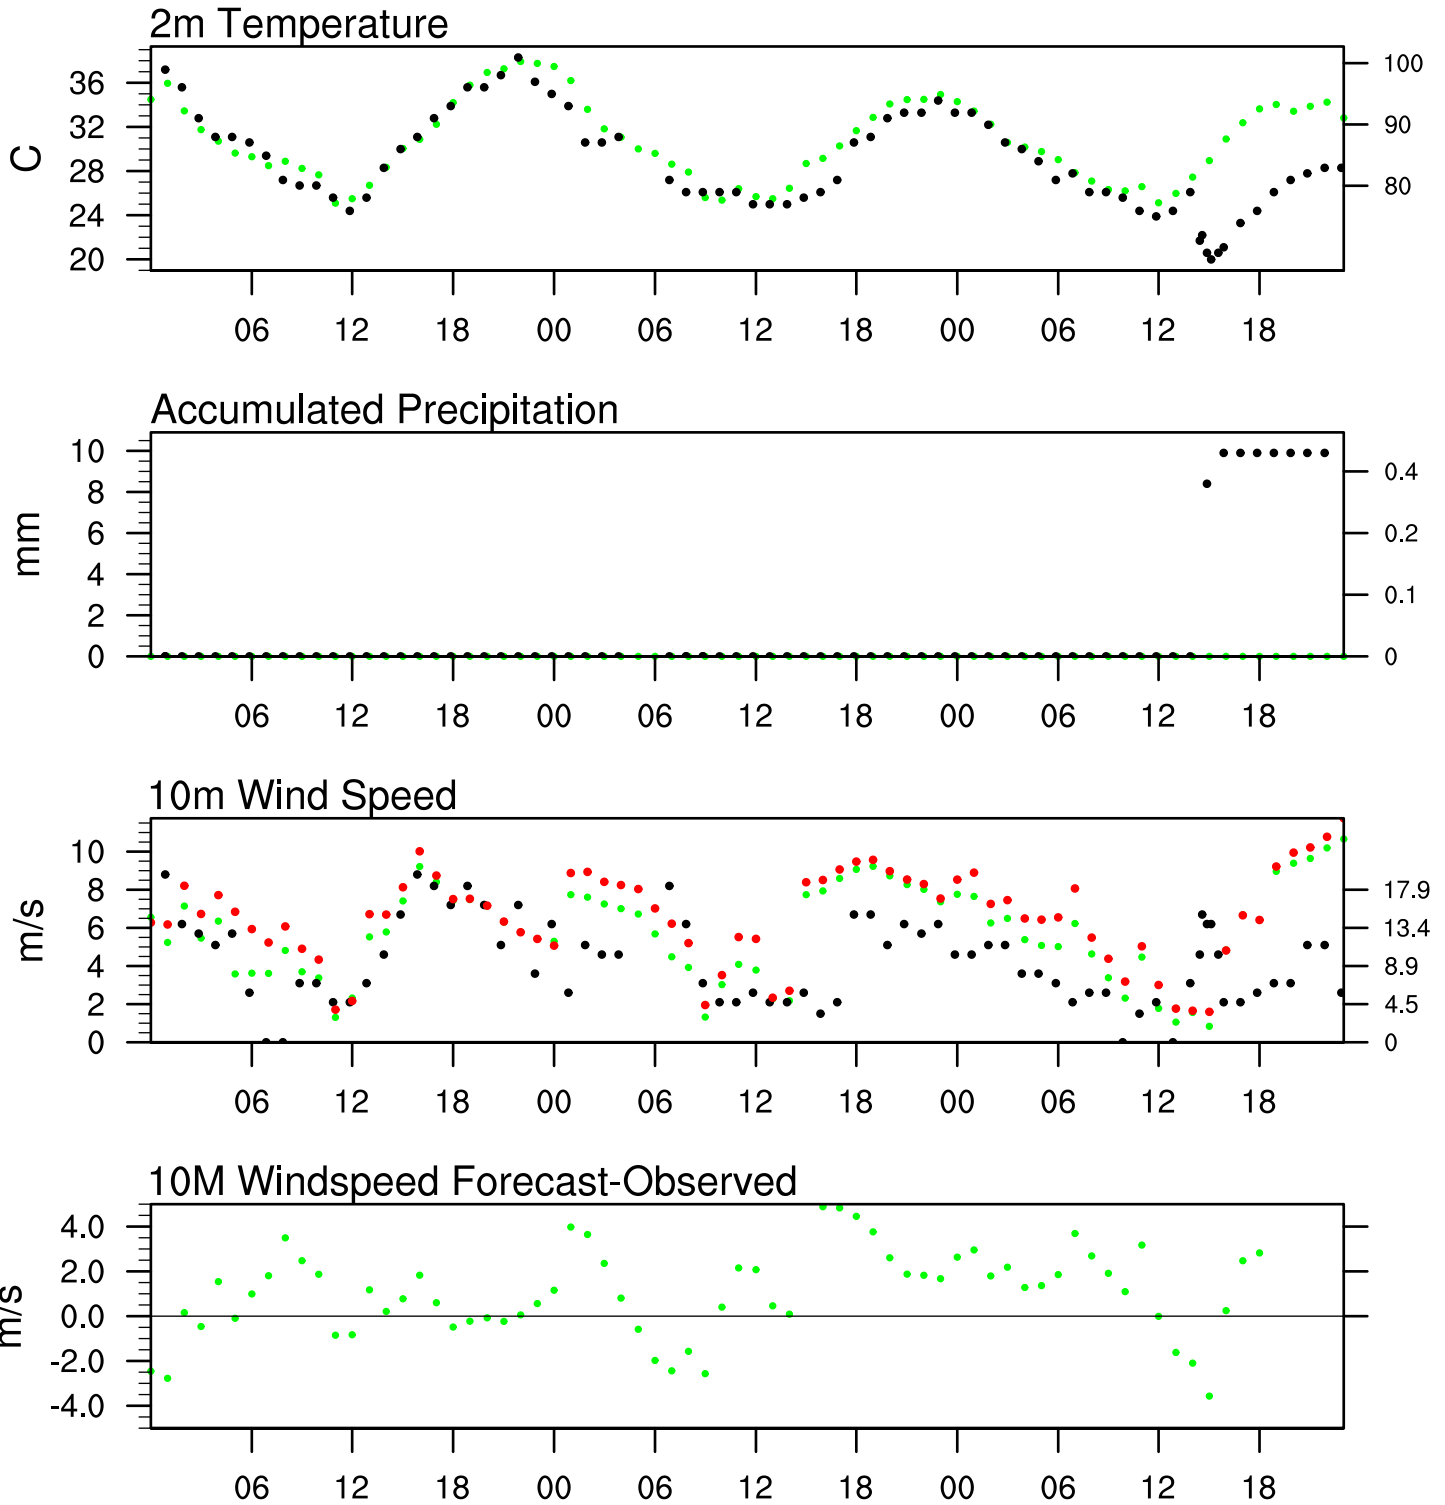 2m Temperature
C
36
32
28
24
20
100
90
80
06 12 18 00 06 12 18 00 06 12 18
Accumulated Precipitation
mm
10
8
6
4
2
0
0.4
0.2
0.1
0
06 12 18 00 06 12 18 00 06 12 18
10m Wind Speed
m/s
10
8
6
4
2
0
17.9
13.4
8.9
4.5
0
06 12 18 00 06 12 18 00 06 12 18
10M Windspeed Forecast-Observed
m/s
4.0
2.0
0.0
-2.0
-4.0
06 12 18 00 06 12 18 00 06 12 18